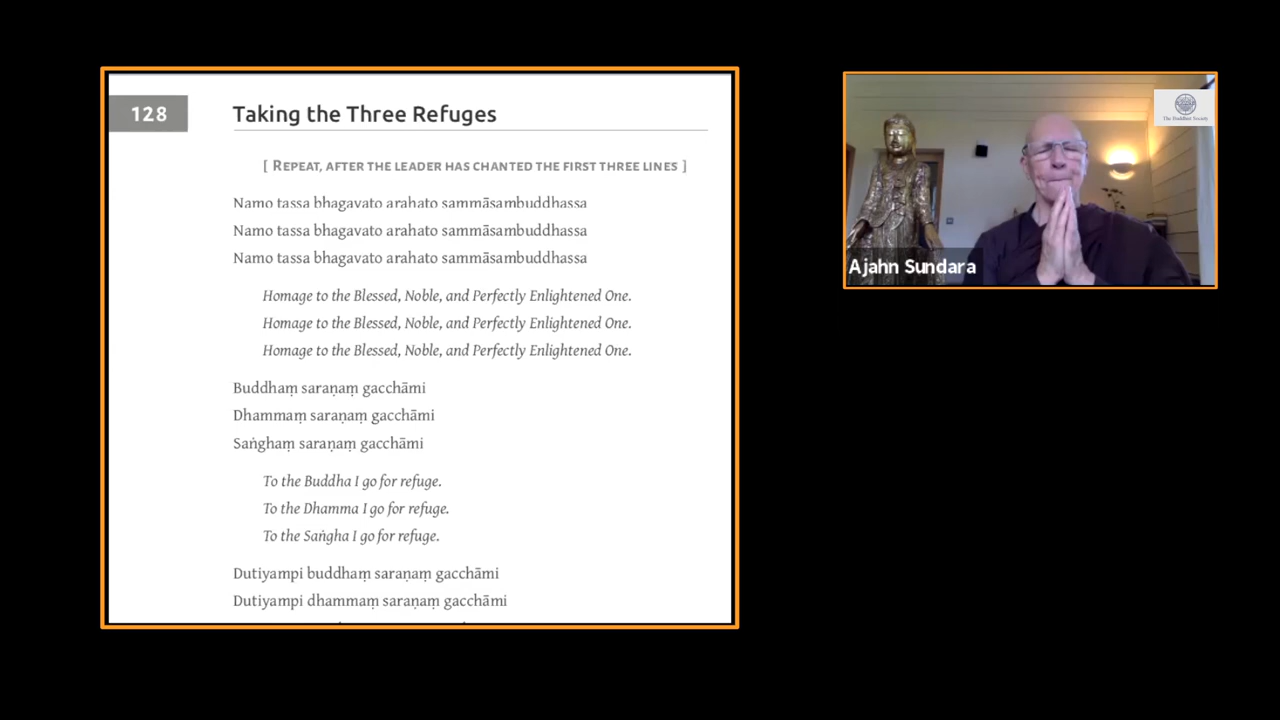 128
Taking the Three Refuges
[ REPEAT, AFTER THE LEADER HAS CHANTED THE FIRST THREE LINES ]
Namo tassa bhagavato arahato sammāsambuddhassa
Namo tassa bhagavato arahato sammāsambuddhassa
Namo tassa bhagavato arahato sammāsambuddhassa
Homage to the Blessed, Noble, and Perfectly Enlightened One.
Homage to the Blessed, Noble, and Perfectly Enlightened One.
Homage to the Blessed, Noble, and Perfectly Enlightened One.
Buddhaṃ saraṇaṃ gacchāmi
Dhammaṃ saraṇaṃ gacchāmi
Saṅghaṃ saraṇaṃ gacchāmi
To the Buddha I go for refuge.
To the Dhamma I go for refuge.
To the Saṅgha I go for refuge.
Dutiyampi buddhaṃ saraṇaṃ gacchāmi
Dutiyampi dhammaṃ saraṇaṃ gacchāmi
The Buddhist Society
Ajahn Sundara